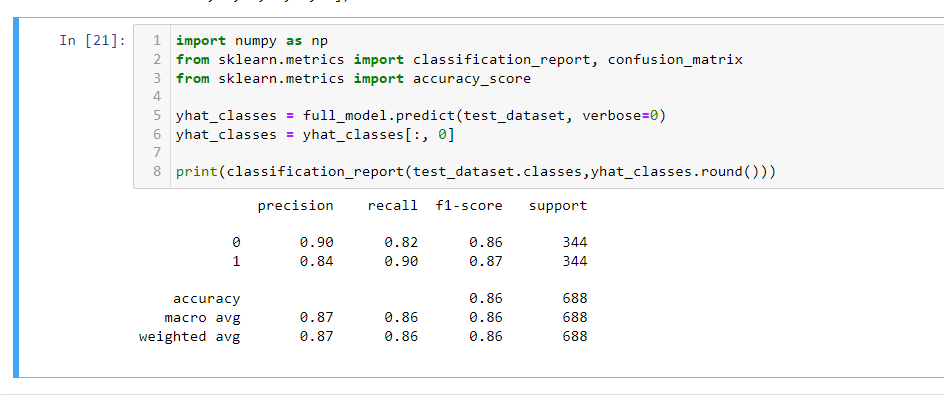 In [21]:
1 import numpy as np
2 from sklearn.metrics import classification_report, confusion_matrix
3 from sklearn.metrics import accuracy_score
4
5 yhat_classes = full_model.predict(test_dataset, verbose=0)
6 yhat_classes = yhat_classes[:, 0]
7
8 print(classification_report(test_dataset.classes,yhat_classes.round()))
precision recall f1-score support
0 0.90 0.82 0.86 344
1 0.84 0.90 0.87 344
accuracy 0.86 688
macro avg 0.87 0.86 0.86 688
weighted avg 0.87 0.86 0.86 688